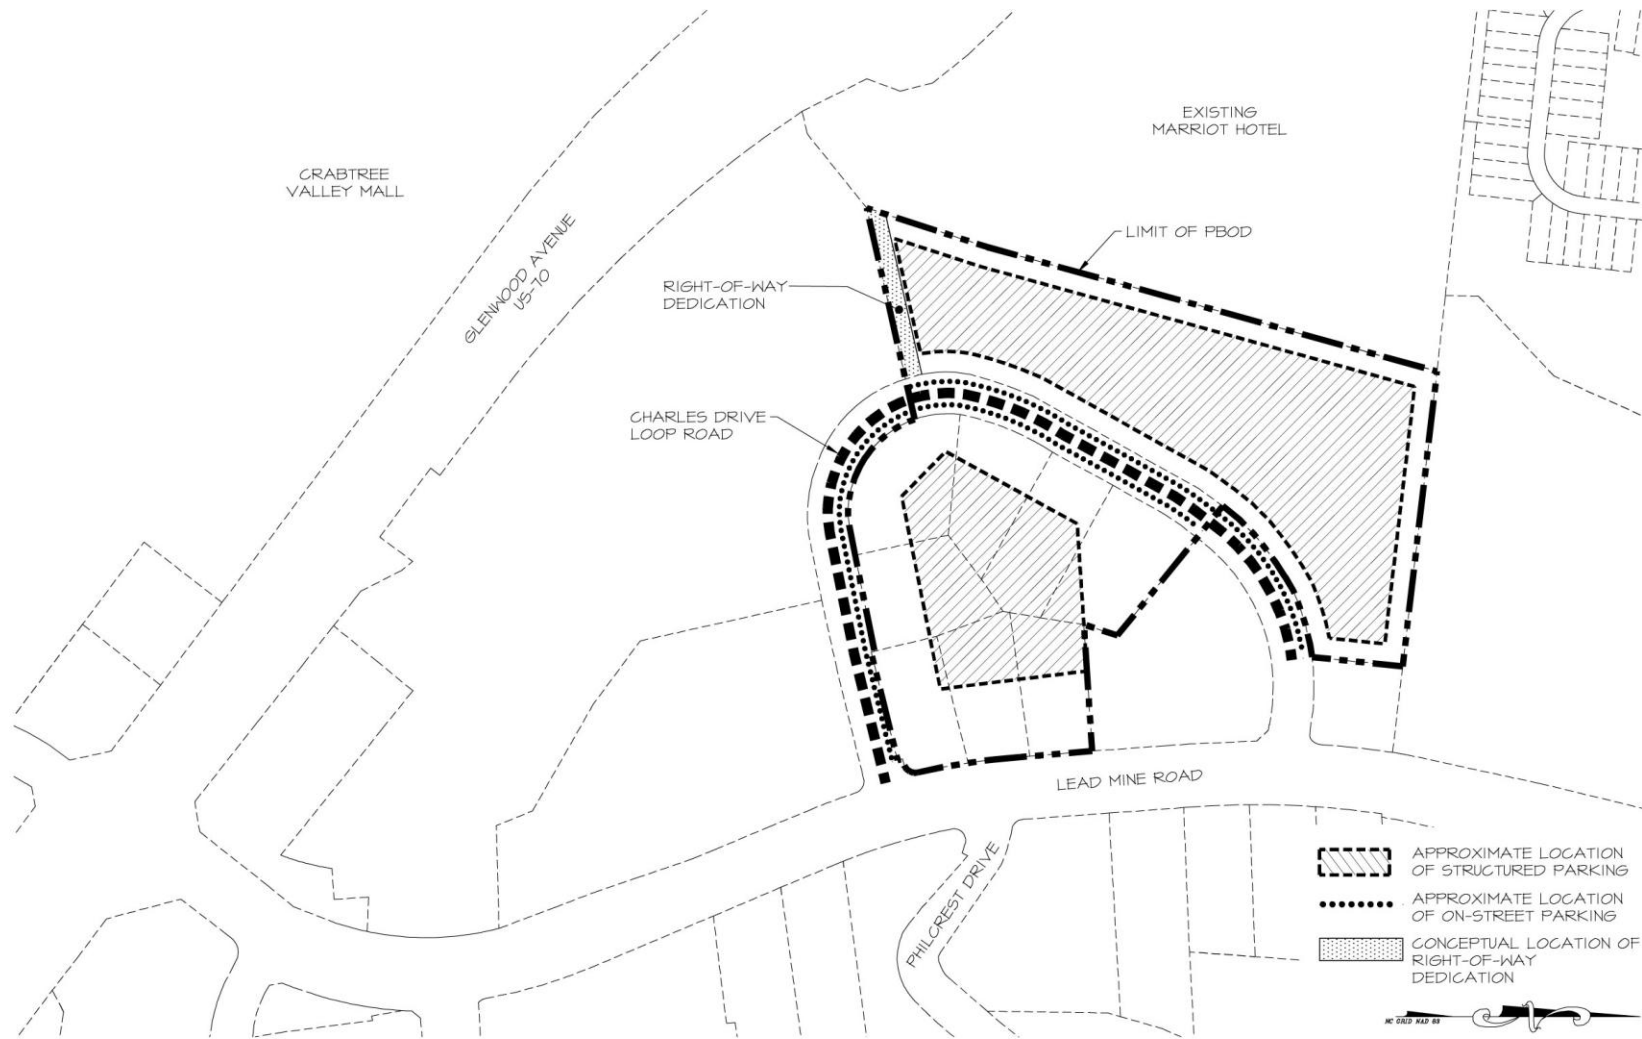 EXISTING
MARRIOT HOTEL
CRABTREE
VALLEY MALL
LIMIT OF PBOD
GLENWOOD AVENUE
US-70
RIGHT-OF-WAY
DEDICATION
CHARLES DRIVE
LOOP ROAD
LEAD MINE ROAD
PHILCREST DRIVE
APPROXIMATE LOCATION
OF STRUCTURED PARKING
APPROXIMATE LOCATION
OF ON-STREET PARKING
CONCEPTUAL LOCATION OF
RIGHT-OF-WAY
DEDICATION
NC GRID NAD 83